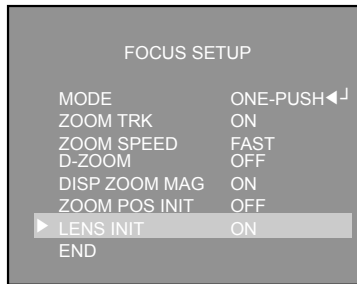 FOCUS SETUP
MODE ONE-PUSH
ZOOM TRK ON
ZOOM SPEED FAST
D-ZOOM OFF
DISP ZOOM MAG ON
ZOOM POS INIT OFF
LENS INIT ON
END